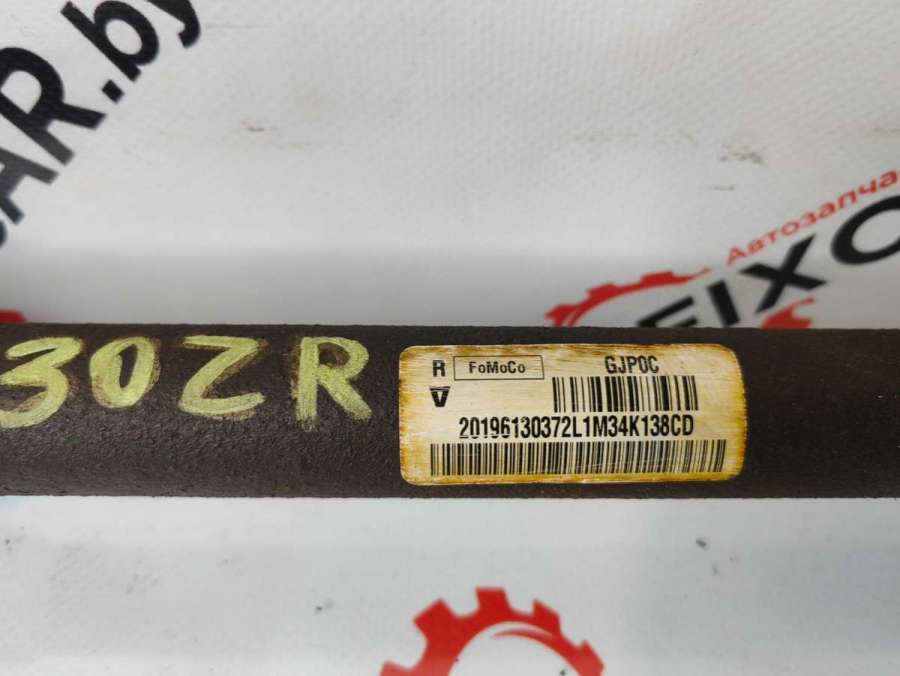 AR.by
Автозапча
FIXC
30ZR
R FoMoCo GJP0C
20196130372L1M34K138CD